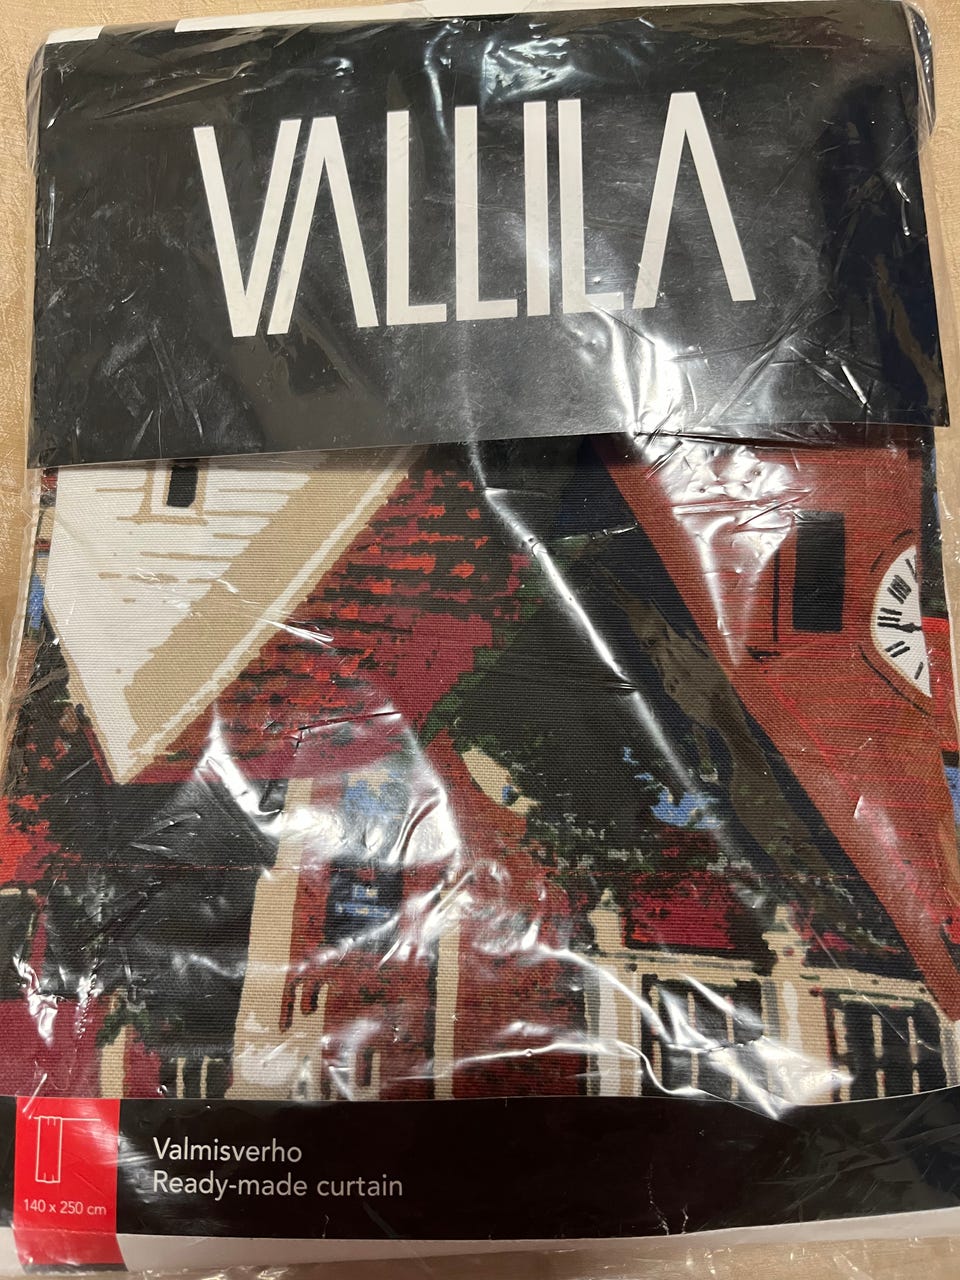 VALLILA
Valmisverho
Ready-made curtain
140 x 250 cm